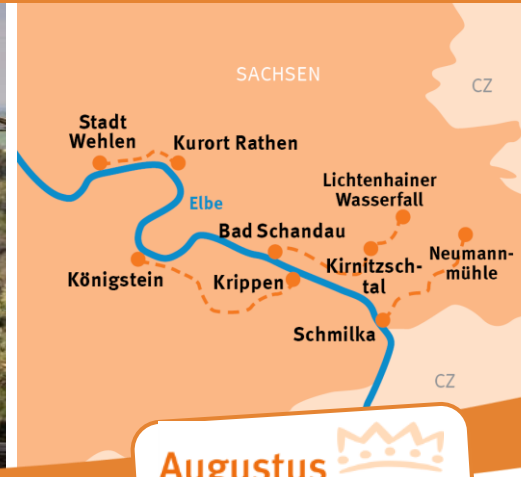 SACHSEN
CZ
Stadt
Wehlen
Kurort Rathen
Lichtenhainer
Wasserfall
Elbe
Bad Schandau
Königstein
Krippen
Kirnitzsch-
tal
Neumann-
mühle
Schmilka
CZ
Augustus